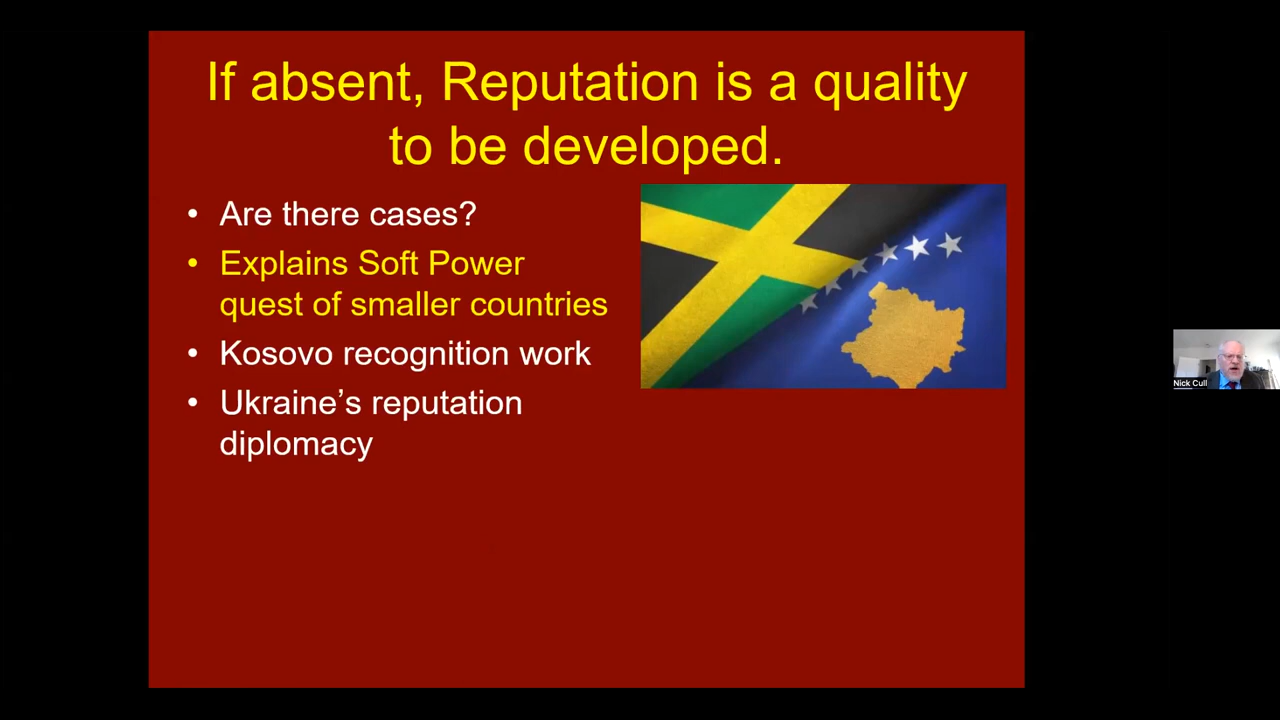 If absent, Reputation is a quality
to be developed.
• Are there cases?
• Explains Soft Power
quest of smaller countries
• Kosovo recognition work
• Ukraine’s reputation
diplomacy
Nick Cull